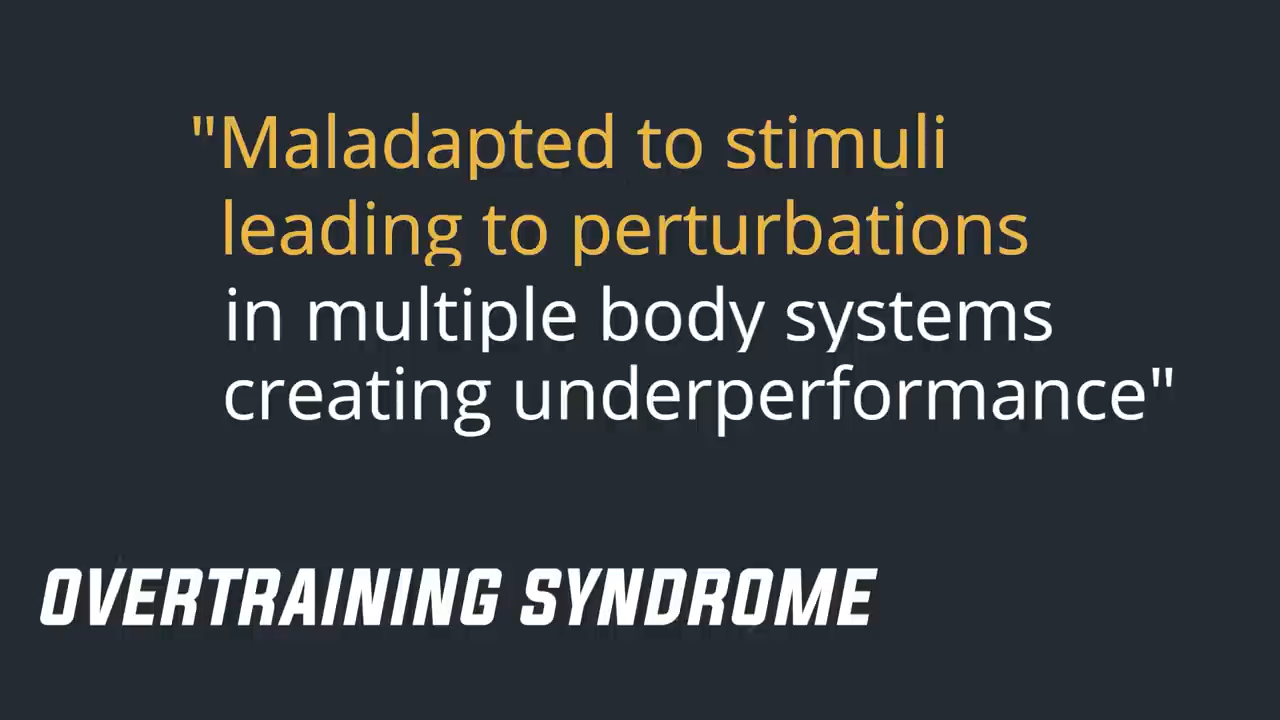 "Maladapted to stimuli
leading to perturbations
in multiple body systems
creating underperformance"
OVERTRAINING SYNDROME